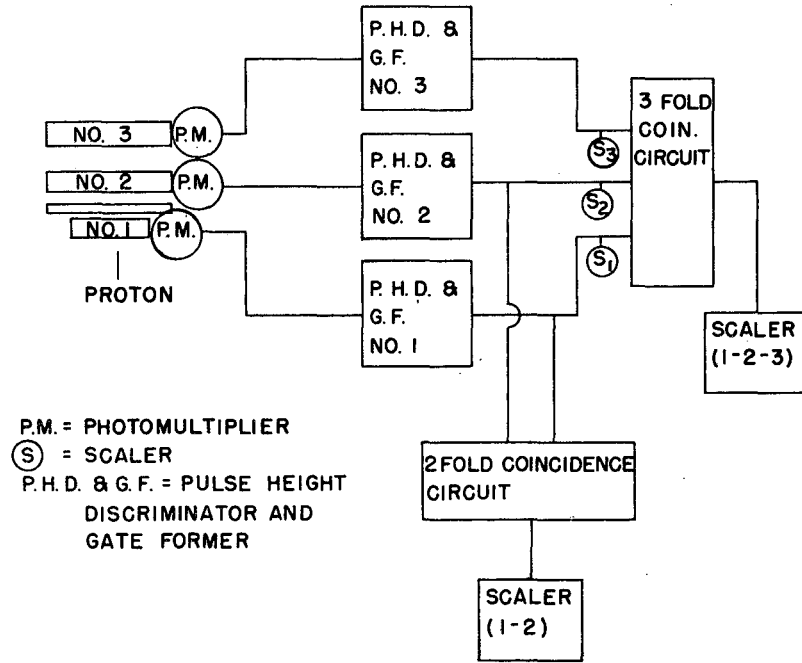 P.H.D. &
G.F.
NO. 3
3 FOLD
COIN.
CIRCUIT
NO. 3
P.M.
S3
P.H.D. &
G.F.
NO. 2
NO. 2
P.M.
S2
NO. 1
P.M.
S1
PROTON
P.H.D. &
G.F.
NO. 1
SCALER
(1-2-3)
P.M. = PHOTOMULTIPLIER
S = SCALER
P.H.D. & G.F. = PULSE HEIGHT
DISCRIMINATOR AND
GATE FORMER
2 FOLD COINCIDENCE
CIRCUIT
SCALER
(1-2)